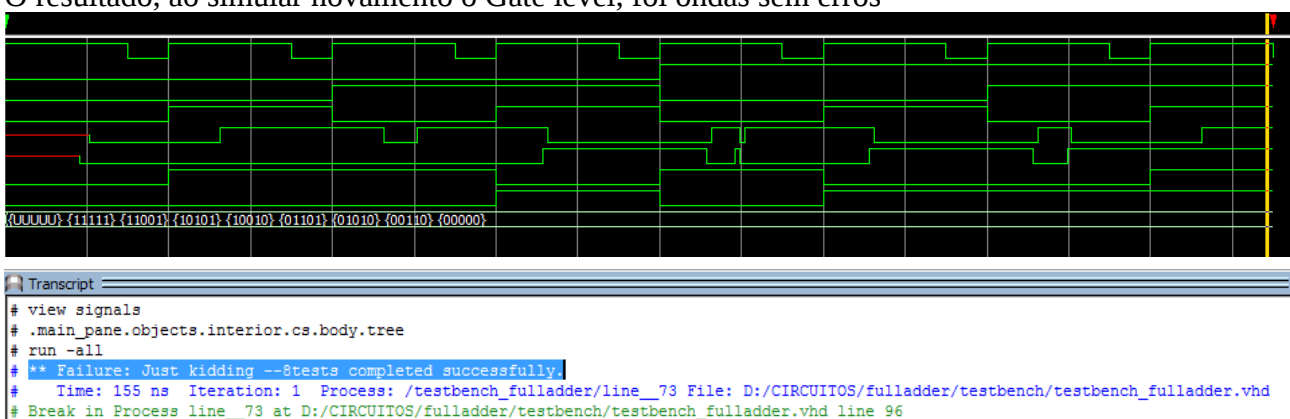 O resultado, ao simular novamente o Gate level, foi ondas sem erros
{{UUUUU} {11111} {11001} {10101} {10010} {01101} {01010} {00110} {00000}
Transcript
# view signals
# .main_pane.objects.interior.cs.body.tree
# run -all
# ** Failure: Just kidding --8tests completed successfully.
# Time: 155 ns Iteration: 1 Process: /testbench_fulladder/line__73 File: D:/CIRCUITOS/fulladder/testbench/testbench_fulladder.vhd
# Break in Process line__73 at D:/CIRCUITOS/fulladder/testbench/testbench_fulladder.vhd line 96